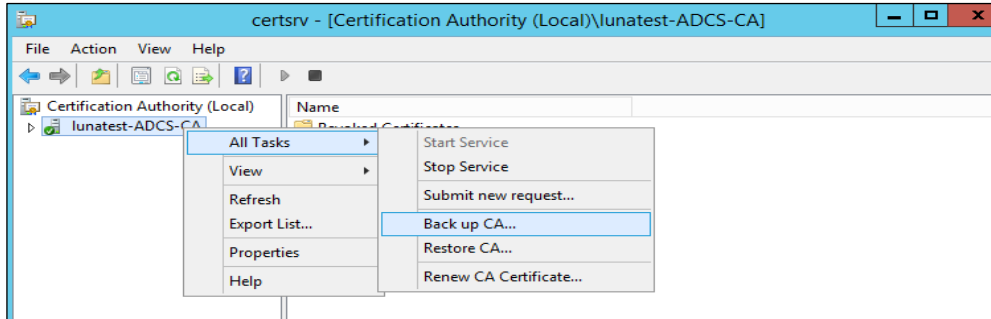 certsrv - [Certification Authority (Local)\lunatest-ADCS-CA]
File Action View Help
Certification Authority (Local)
lunatest-ADCS-CA
Name
Revoked Certificates
All Tasks
View
Refresh
Export List...
Properties
Help
Start Service
Stop Service
Submit new request...
Back up CA...
Restore CA...
Renew CA Certificate...